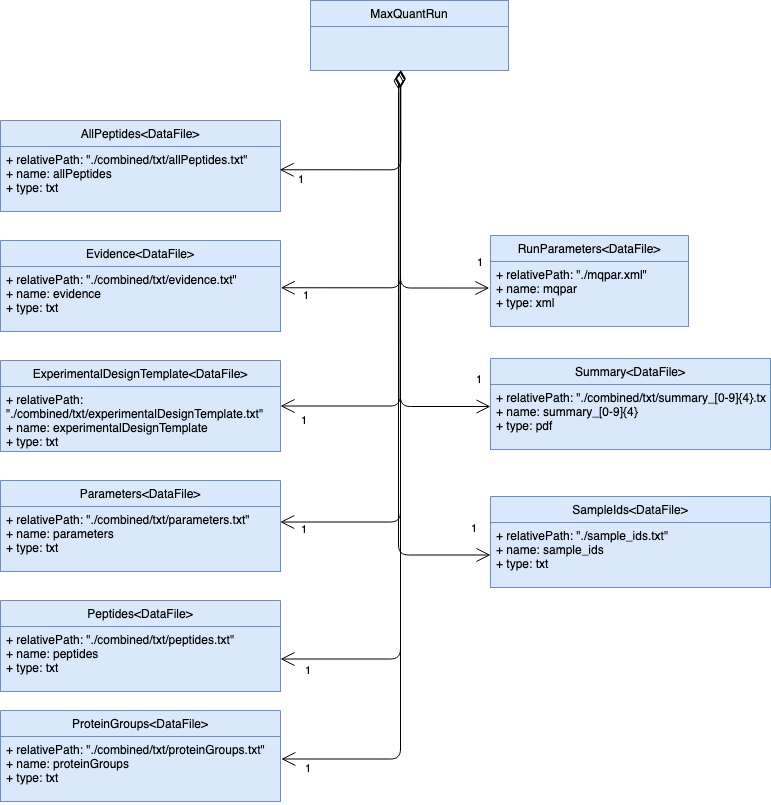 MaxQuantRun
AllPeptides<DataFile>
+ relativePath: "./combined/txt/allPeptides.txt"
+ name: allPeptides
+ type: txt
1
Evidence<DataFile>
+ relativePath: "./combined/txt/evidence.txt"
+ name: evidence
+ type: txt
1
ExperimentalDesignTemplate<DataFile>
+ relativePath:
"./combined/txt/experimentalDesignTemplate.txt"
+ name: experimentalDesignTemplate
+ type: txt
1
Parameters<DataFile>
+ relativePath: "./combined/txt/parameters.txt"
+ name: parameters
+ type: txt
1
Peptides<DataFile>
+ relativePath: "./combined/txt/peptides.txt"
+ name: peptides
+ type: txt
1
ProteinGroups<DataFile>
+ relativePath: "./combined/txt/proteinGroups.txt"
+ name: proteinGroups
+ type: txt
1
RunParameters<DataFile>
+ relativePath: "./mqpar.xml"
+ name: mqpar
+ type: xml
1
Summary<DataFile>
+ relativePath: "./combined/txt/summary_[0-9]{4}.tx
+ name: summary_[0-9]{4}
+ type: pdf
1
SampleIds<DataFile>
+ relativePath: "./sample_ids.txt"
+ name: sample_ids
+ type: txt
1